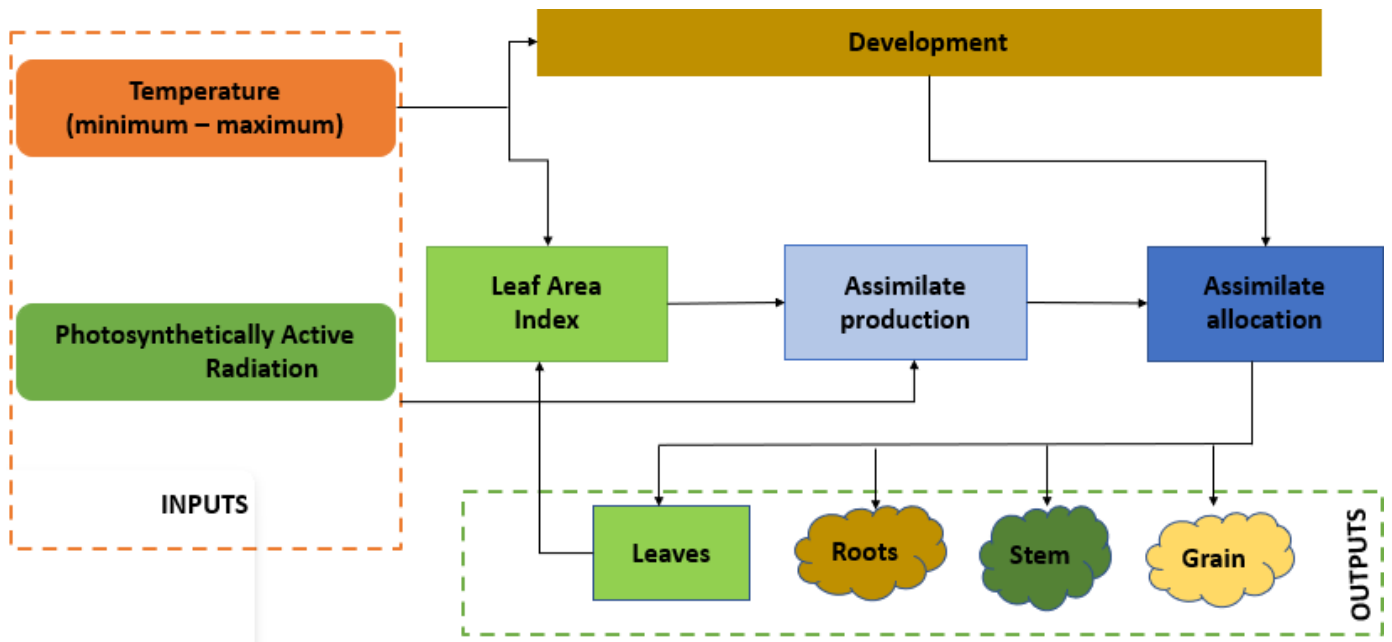 Development
Temperature
(minimum – maximum)
Leaf Area
Index
Assimilate
production
Assimilate
allocation
Photosynthetically Active
Radiation
INPUTS
Leaves
Roots
Stem
Grain
OUTPUTS